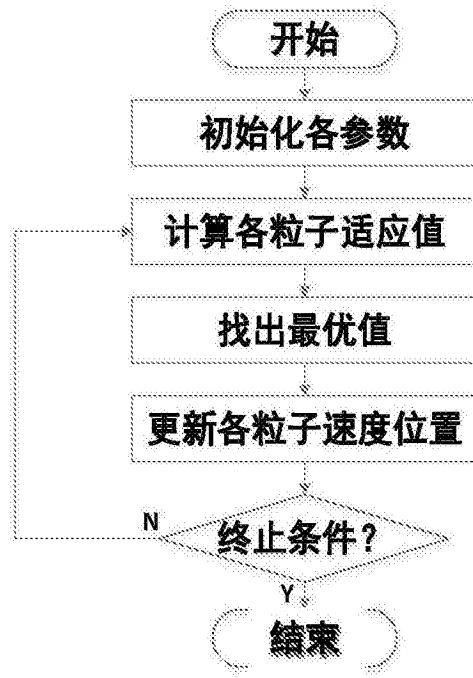 开始
初始化各参数
计算各粒子适应值
找出最优值
更新各粒子速度位置
终止条件?
N
Y
结束